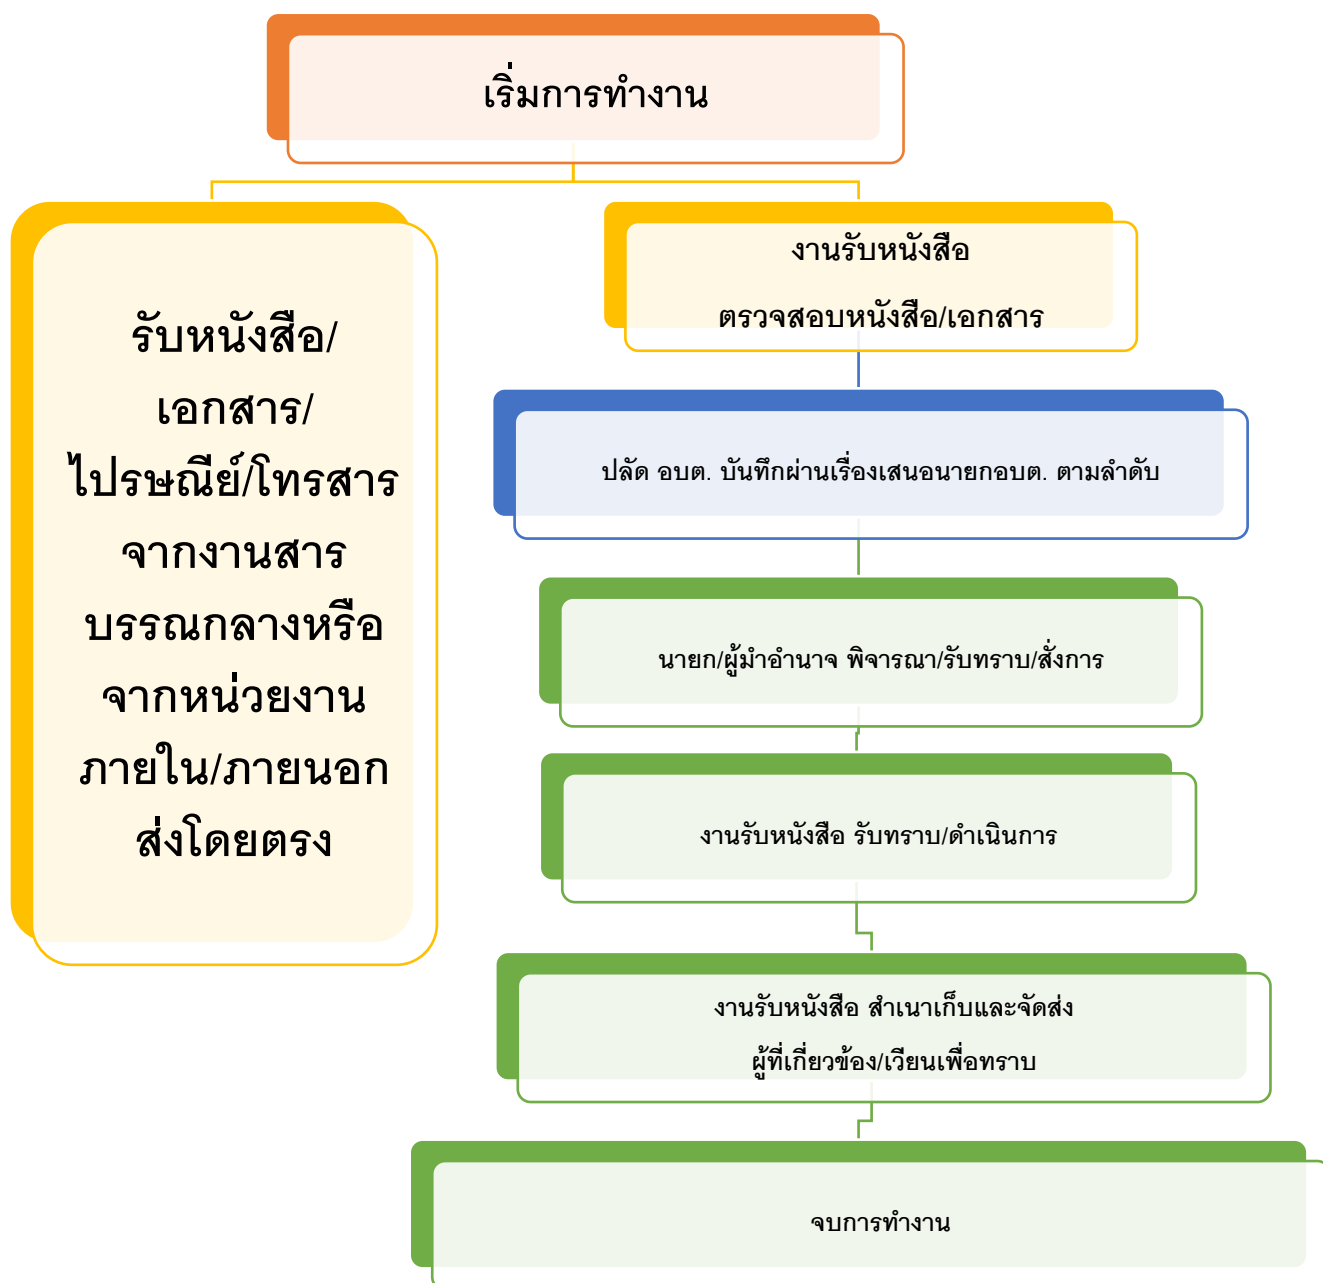 เริ่มการทำงาน
รับหนังสือ/
เอกสาร/
ไปรษณีย์/โทรสาร
จากงานสาร
บรรณกลางหรือ
จากหน่วยงาน
ภายใน/ภายนอก
ส่งโดยตรง
งานรับหนังสือ
ตรวจสอบหนังสือ/เอกสาร
ปลัด อบต. บันทึกผ่านเรื่องเสนอนายกอบต. ตามลำดับ
นายก/ผู้มำอำนาจ พิจารณา/รับทราบ/สั่งการ
งานรับหนังสือ รับทราบ/ดำเนินการ
งานรับหนังสือ สำเนาเก็บและจัดส่ง
ผู้ที่เกี่ยวข้อง/เวียนเพื่อทราบ
จบการทำงาน